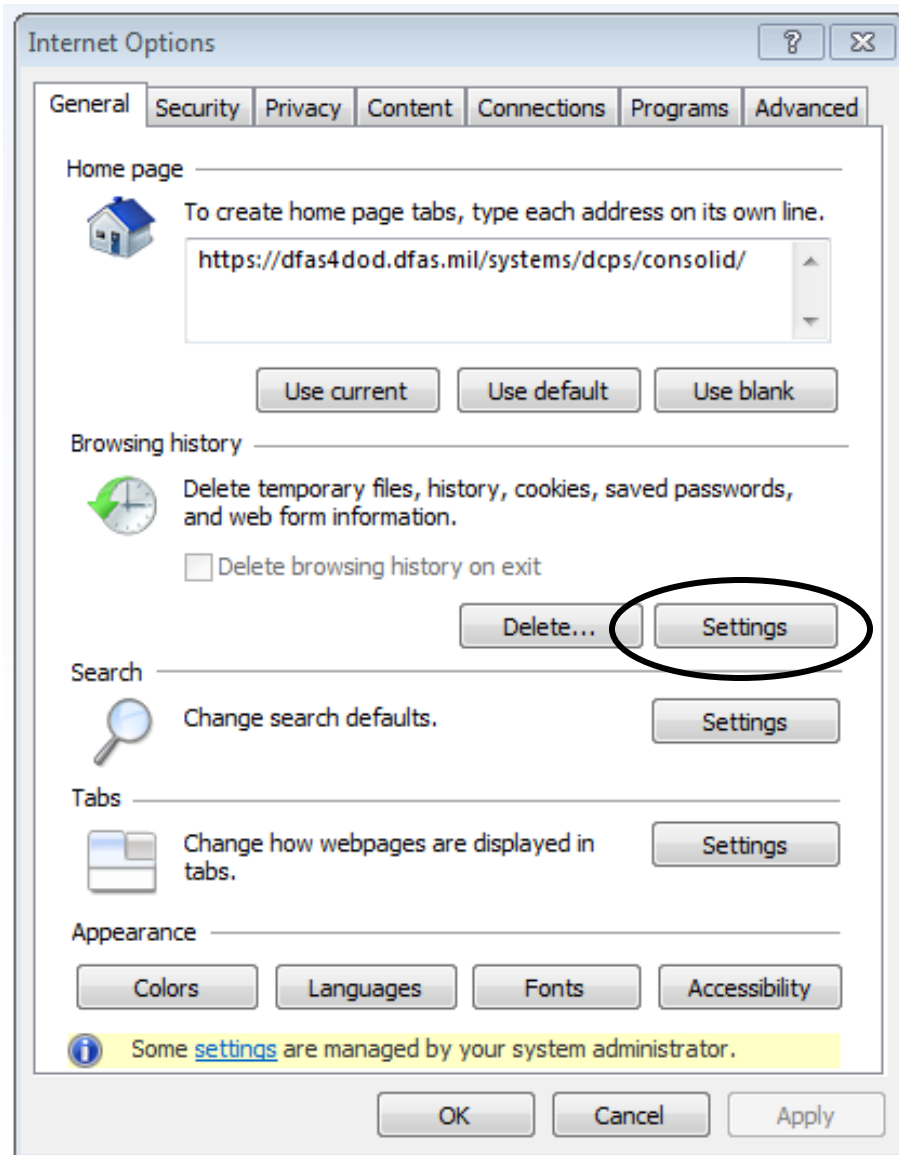 Internet Options
General Security Privacy Content Connections Programs Advanced
Home page
To create home page tabs, type each address on its own line.
https://dfas4dod.dfas.mil/systems/dcps/consolid/
Use current Use default Use blank
Browsing history
Delete temporary files, history, cookies, saved passwords,
and web form information.
Delete browsing history on exit
Delete... Settings
Search
Change search defaults. Settings
Tabs
Change how webpages are displayed in Settings
tabs.
Appearance
Colors Languages Fonts Accessibility
Some settings are managed by your system administrator.
OK Cancel Apply